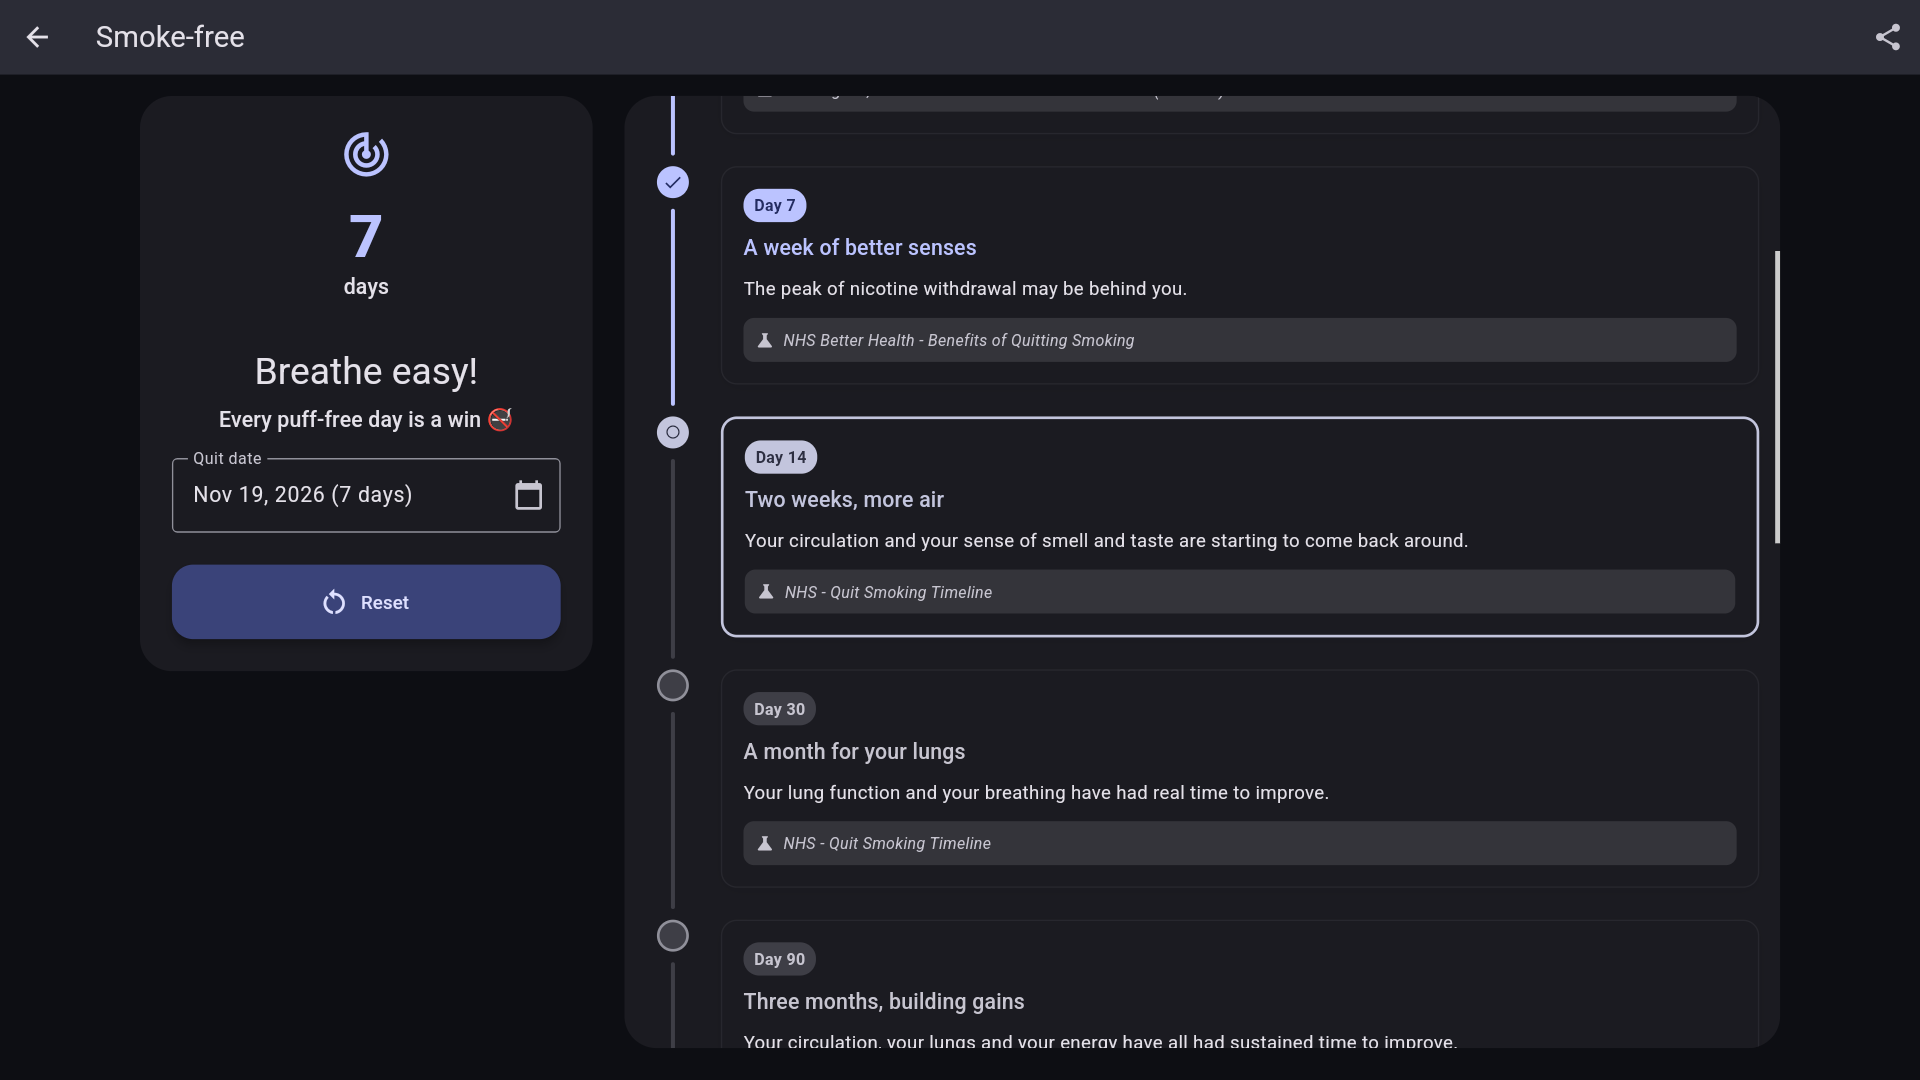 Smoke-free
7
days
Breathe easy!
Every puff-free day is a win
Quit date
Nov 19, 2026 (7 days)
Reset
Day 7
A week of better senses
The peak of nicotine withdrawal may be behind you.
NHS Better Health - Benefits of Quitting Smoking
Day 14
Two weeks, more air
Your circulation and your sense of smell and taste are starting to come back around.
NHS - Quit Smoking Timeline
Day 30
A month for your lungs
Your lung function and your breathing have had real time to improve.
NHS - Quit Smoking Timeline
Day 90
Three months, building gains
Your circulation, your lungs and your energy have all had sustained time to improve.